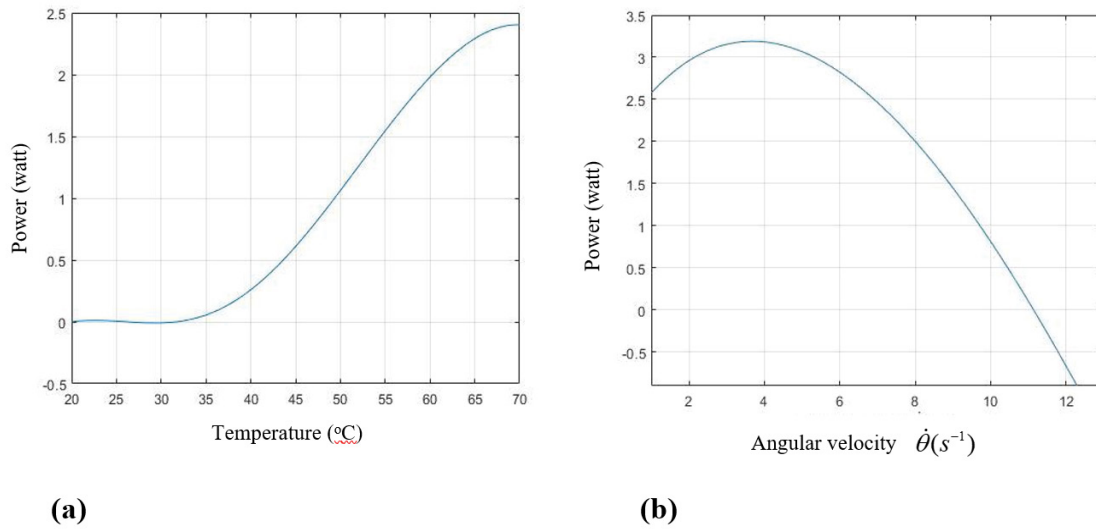 2.5
2
1.5
1
0.5
0
-0.5
20 25 30 35 40 45 50 55 60 65 70
Power (watt)
Temperature (°C)
(a)
3.5
3
2.5
2
1.5
1
0.5
0
-0.5
2 4 6 8 10 12
Power (watt)
Angular velocity θ̇(s⁻¹)
(b)